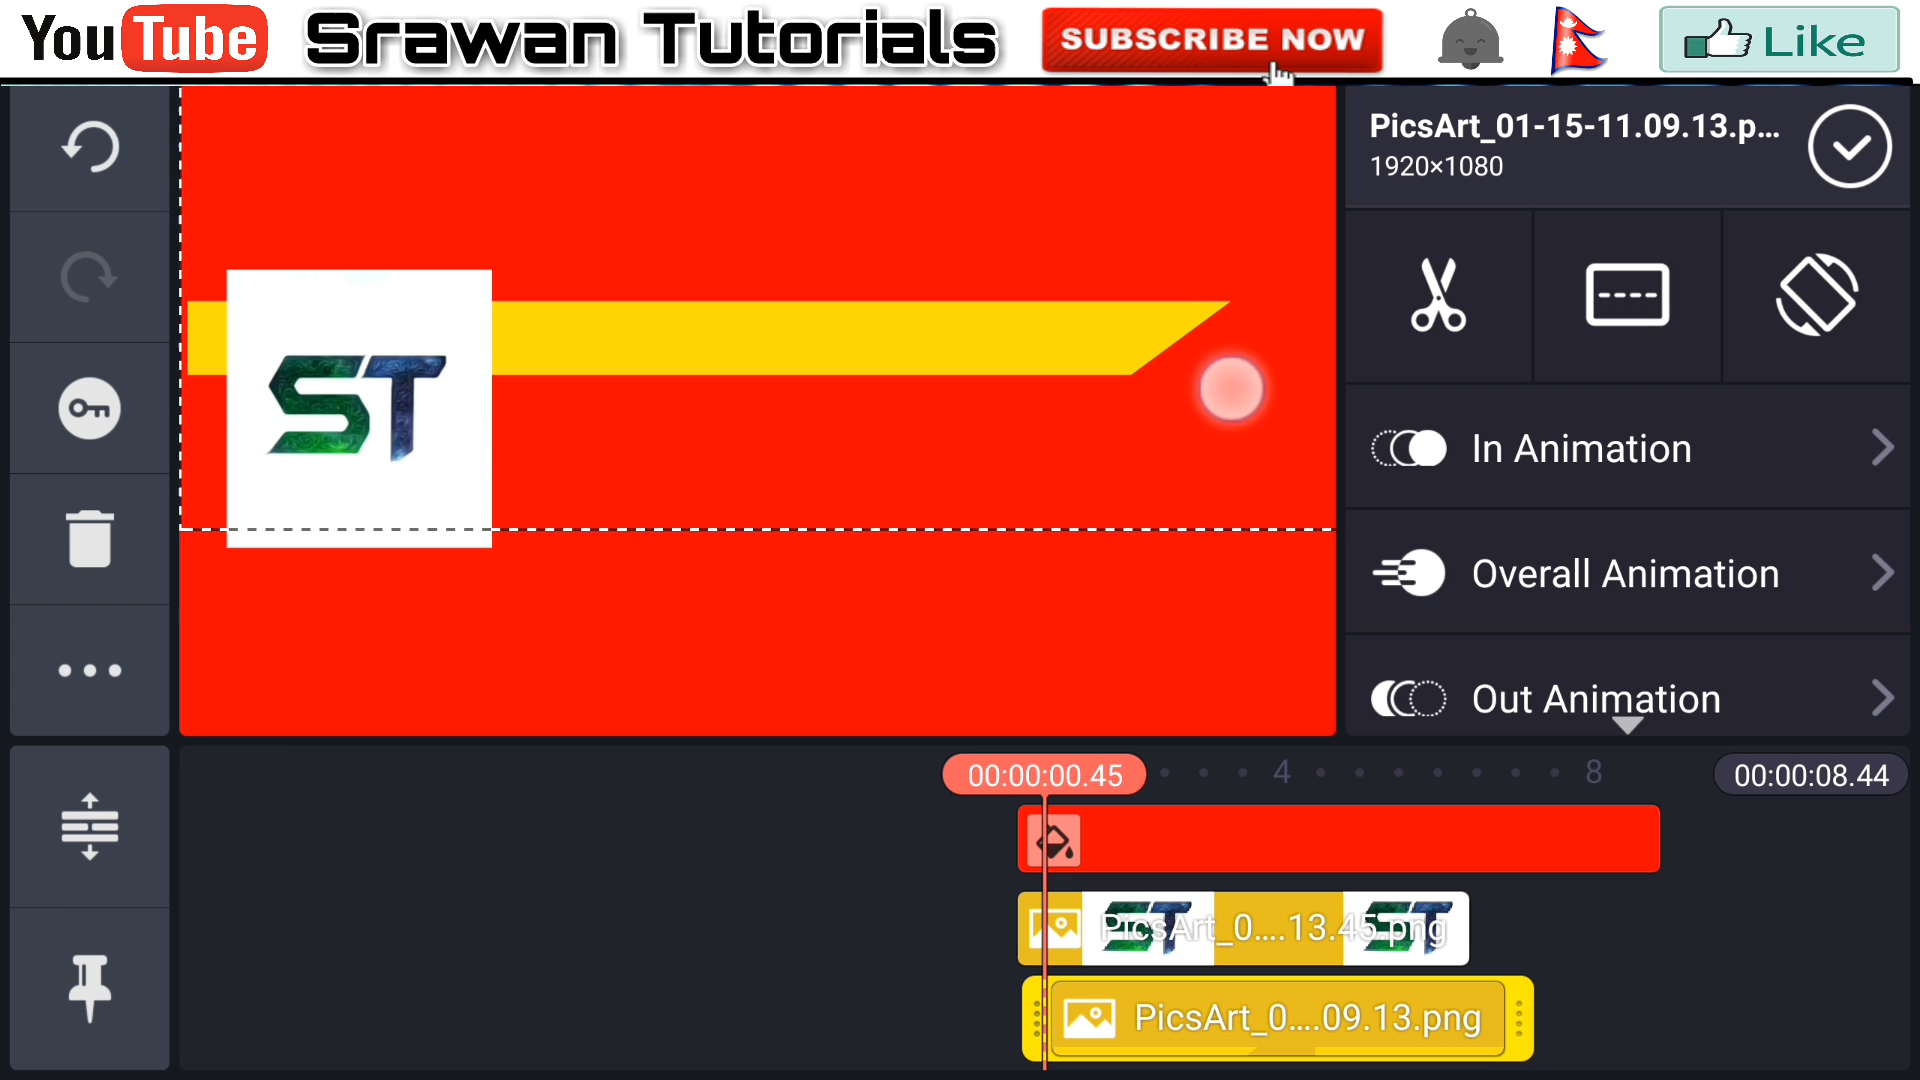 YouTube Srawan Tutorials SUBSCRIBE NOW Like
PicsArt_01-15-11.09.13.p...
1920×1080
ST
In Animation
Overall Animation
Out Animation
00:00:00.45 4 8 00:00:08.44
ST ST
PicsArt_0....13.45.png
PicsArt_0....09.13.png